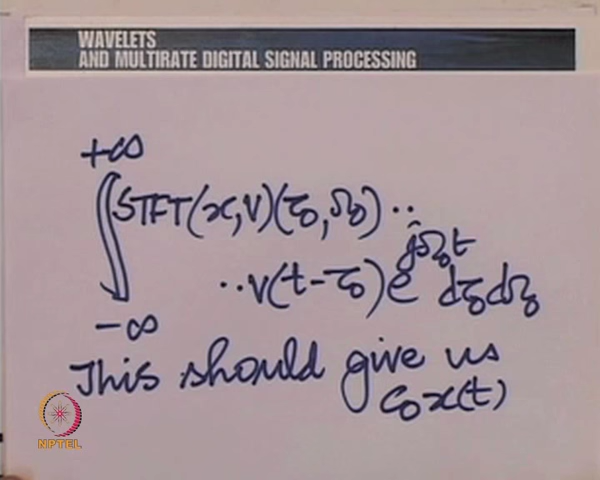 WAVELETS
AND MULTIRATE DIGITAL SIGNAL PROCESSING
+∞
∬ STFT(x,v)(τ₀,Ω₀)··
··v(t-τ₀)e^{jΩ₀t} dτ₀dΩ₀
-∞
This should give us
C₀x(t)
NPTEL